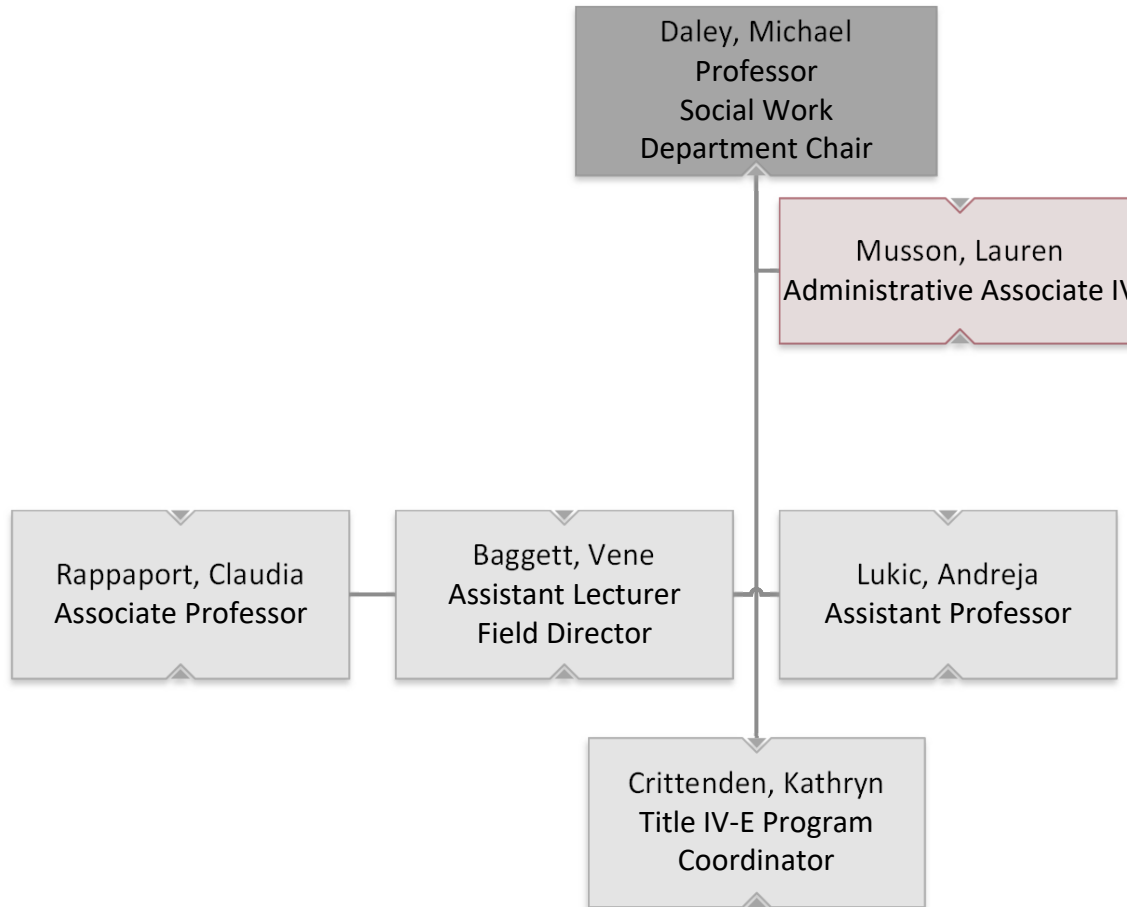 Daley, Michael
Professor
Social Work
Department Chair
Musson, Lauren
Administrative Associate IV
Rappaport, Claudia
Associate Professor
Baggett, Vene
Assistant Lecturer
Field Director
Lukic, Andreja
Assistant Professor
Crittenden, Kathryn
Title IV-E Program
Coordinator